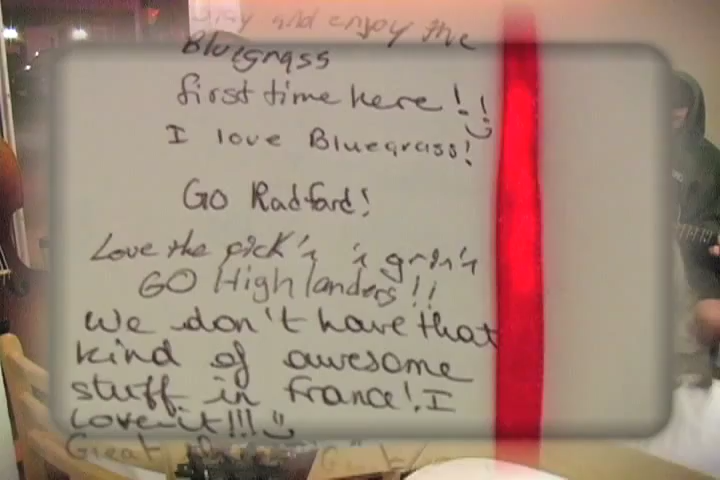 and enjoy the
Bluegrass
first time here!!
I love Bluegrass!
Go Radford!
Love the pick'n 'n grin'n
GO Highlanders!!
We don't have that
kind of awesome
stuff in France! I
Love it!!!
Great